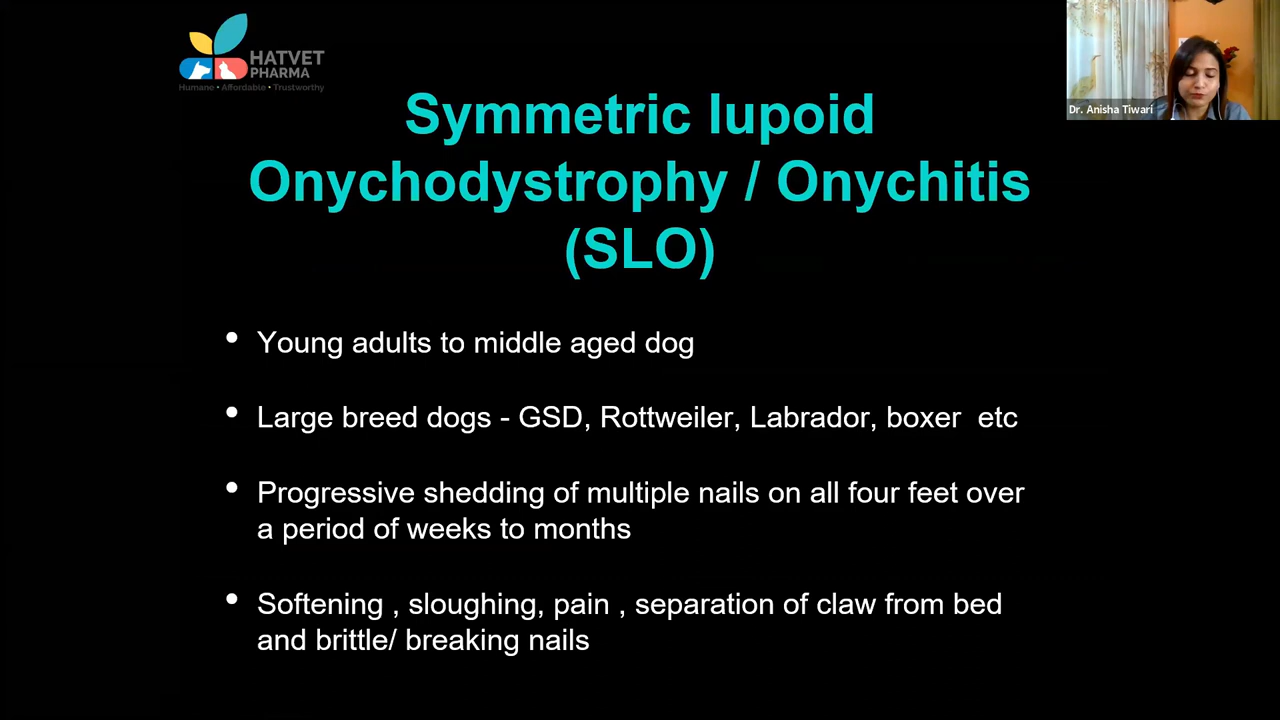 HATVET
PHARMA
Humane • Affordable • Trustworthy
Dr. Anisha Tiwari
Symmetric lupoid
Onychodystrophy / Onychitis
(SLO)
• Young adults to middle aged dog
• Large breed dogs - GSD, Rottweiler, Labrador, boxer etc
• Progressive shedding of multiple nails on all four feet over
a period of weeks to months
• Softening , sloughing, pain , separation of claw from bed
and brittle/ breaking nails